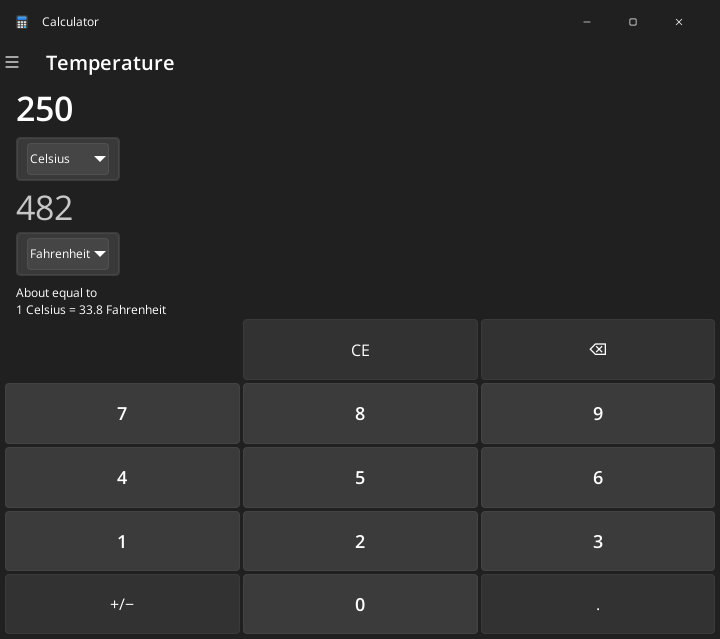 Calculator
Temperature
250
Celsius
482
Fahrenheit
About equal to
1 Celsius = 33.8 Fahrenheit
CE
7 8 9
4 5 6
1 2 3
+/− 0 .